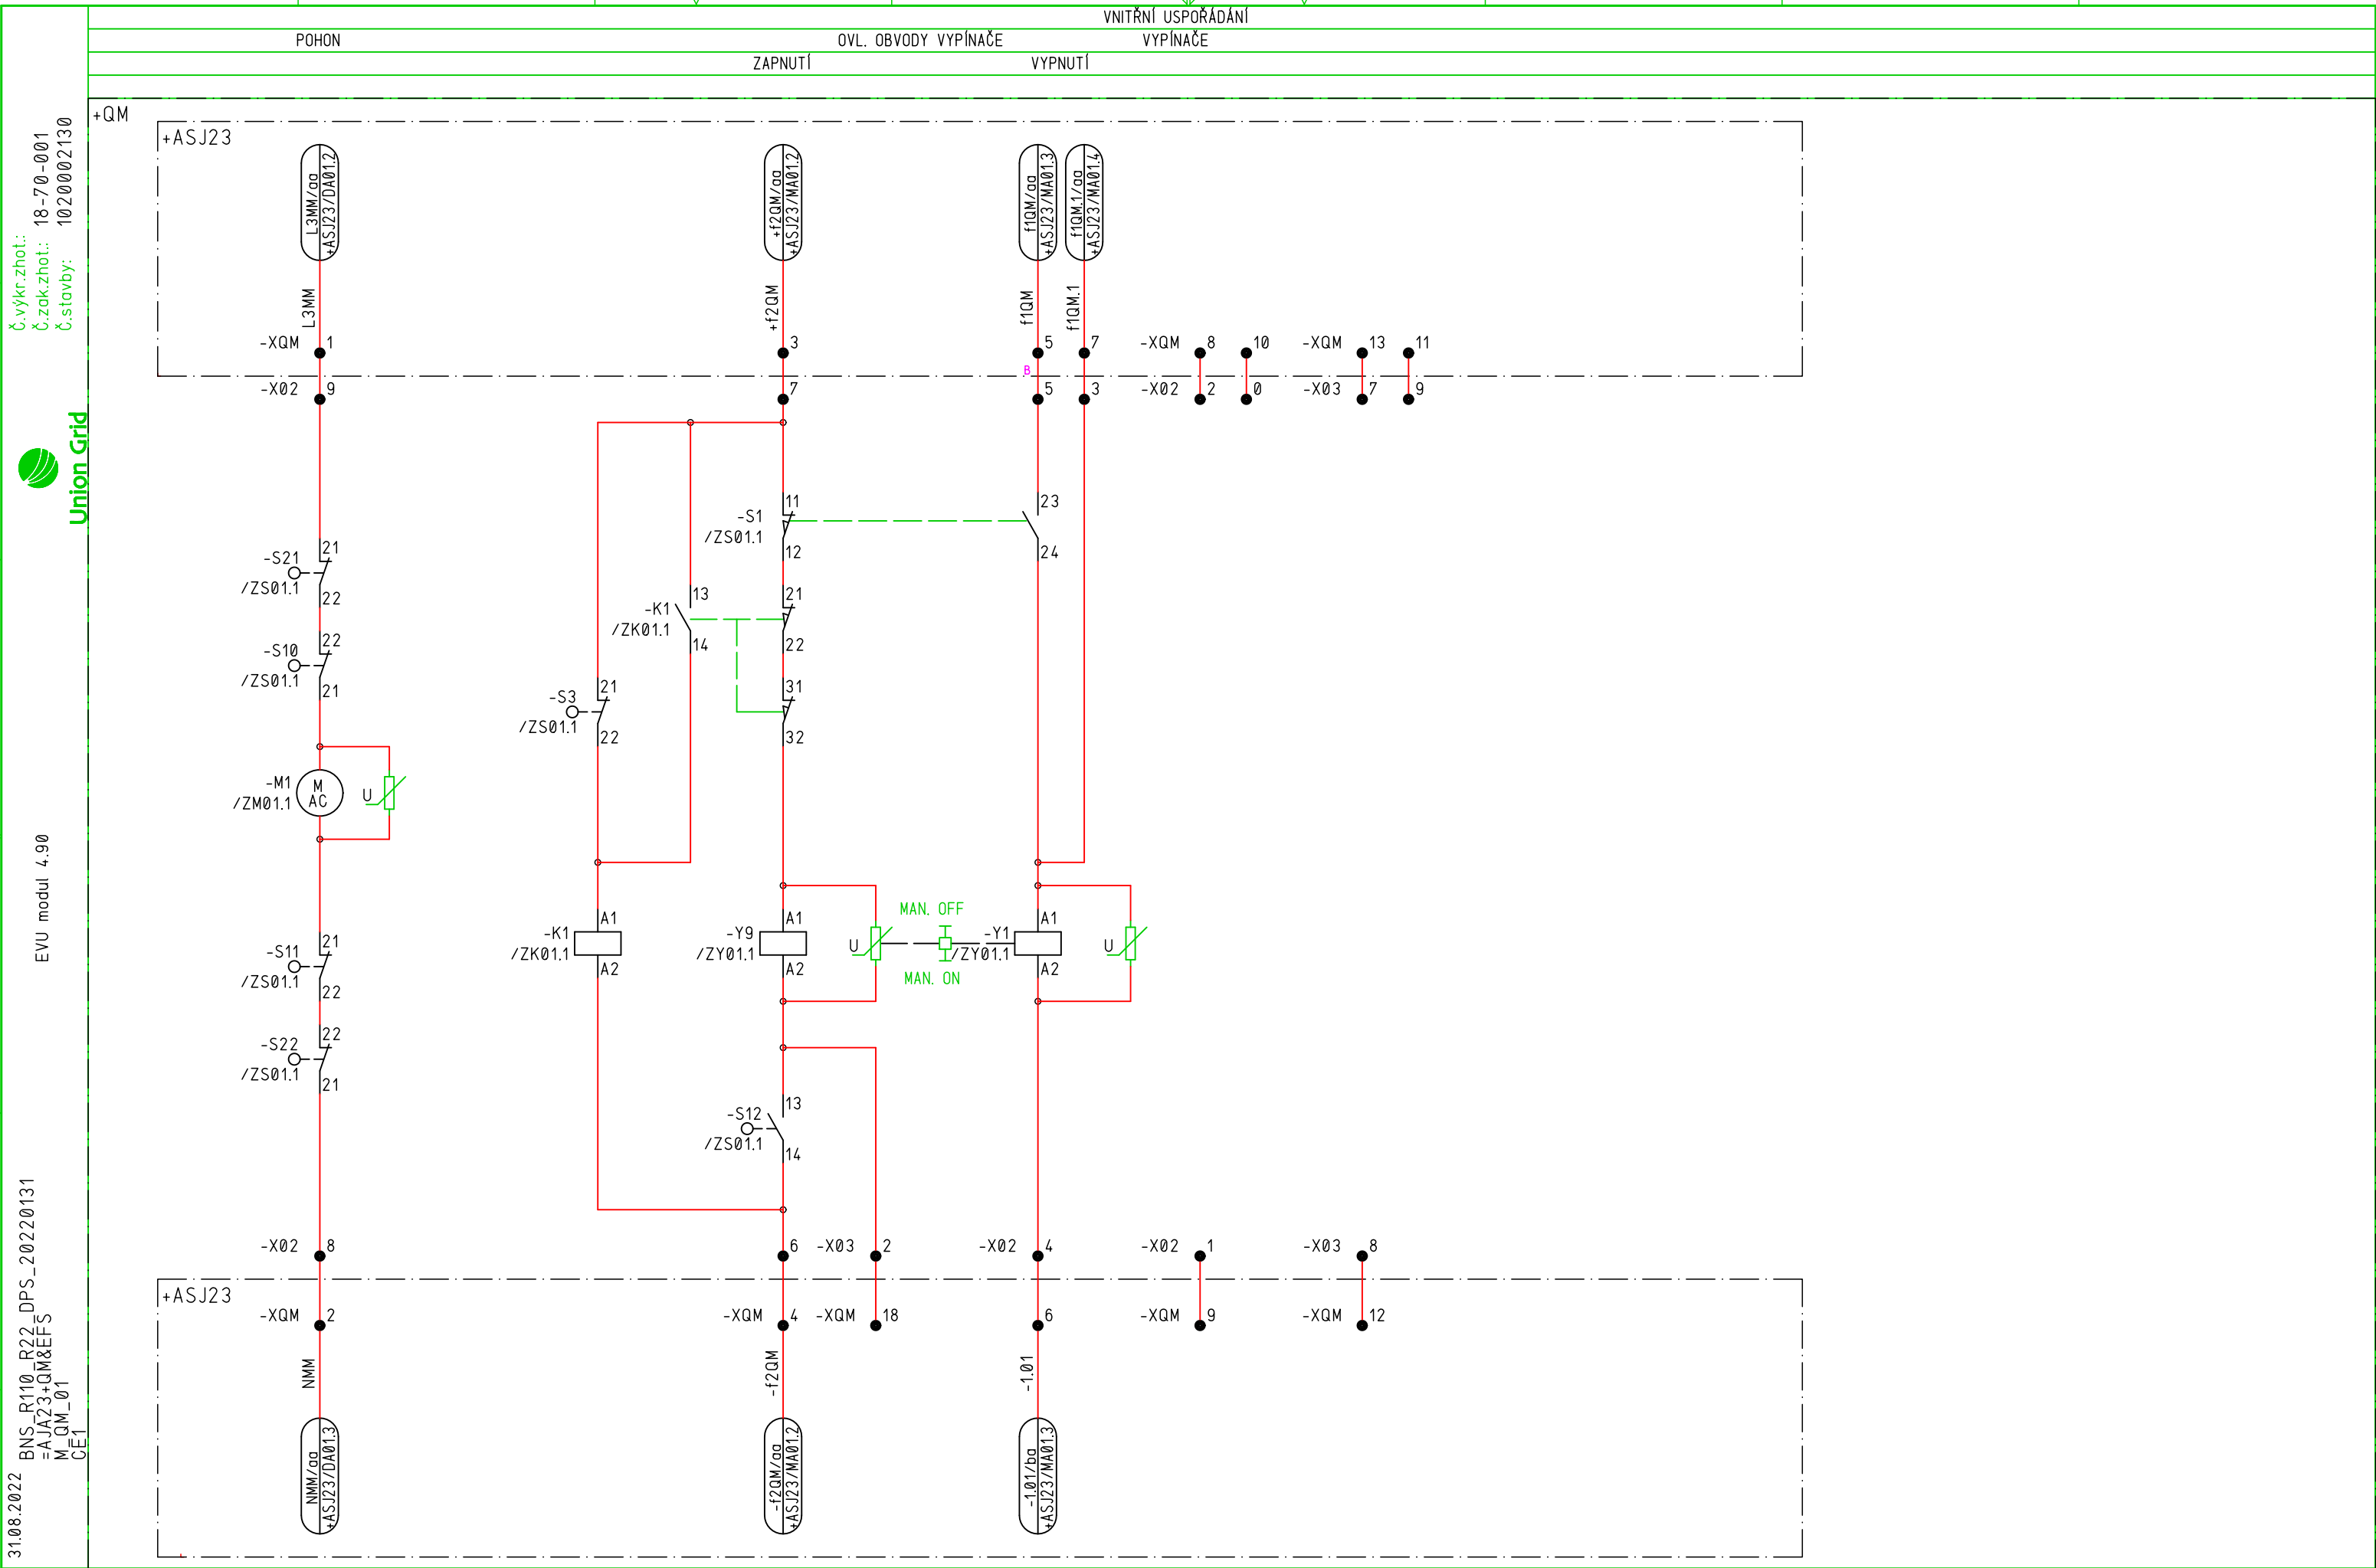 VNITŘNÍ USPOŘÁDÁNÍ
POHON
OVL. OBVODY VYPÍNAČE
VYPÍNAČE
ZAPNUTÍ
VYPNUTÍ
Č.výkr.zhot.:
Č.zak.zhot.: 18-70-001
Č.stavby: 1020002130
Union Grid
EVU modul 4.90
BNS_R110_R22_DPS_20220131
=AJA23+QM&EFS
M_QM_01
CE1
31.08.2022
+QM
+ASJ23
L3MM/aa
+ASJ23/DA01.2
+f2QM/aa
+ASJ23/MA01.2
f1QM/aa
+ASJ23/MA01.3
f1QM.1/aa
+ASJ23/MA01.4
L3MM
+f2QM
f1QM
f1QM.1
-XQM 1
3
5
7
-XQM 8
10
-XQM 13
11
B
-X02 9
7
5
3
-X02 2
0
-X03 7
9
11
-S1
/ZS01.1
12
23
24
21
-S21
/ZS01.1
22
13
-K1
/ZK01.1
14
21
22
22
-S10
/ZS01.1
21
21
-S3
/ZS01.1
22
31
32
-M1
/ZM01.1
M
AC
U
A1
-K1
/ZK01.1
A2
A1
-Y9
/ZY01.1
A2
U
MAN. OFF
MAN. ON
A1
-Y1
/ZY01.1
A2
U
21
-S11
/ZS01.1
22
22
-S22
/ZS01.1
21
13
-S12
/ZS01.1
14
-X02 8
6
-X03 2
-X02 4
-X02 1
-X03 8
+ASJ23
-XQM 2
-XQM 4
-XQM 18
6
-XQM 9
-XQM 12
NMM
-f2QM
-1.01
NMM/aa
+ASJ23/DA01.3
-f2QM/aa
+ASJ23/MA01.2
-1.01/ba
+ASJ23/MA01.3